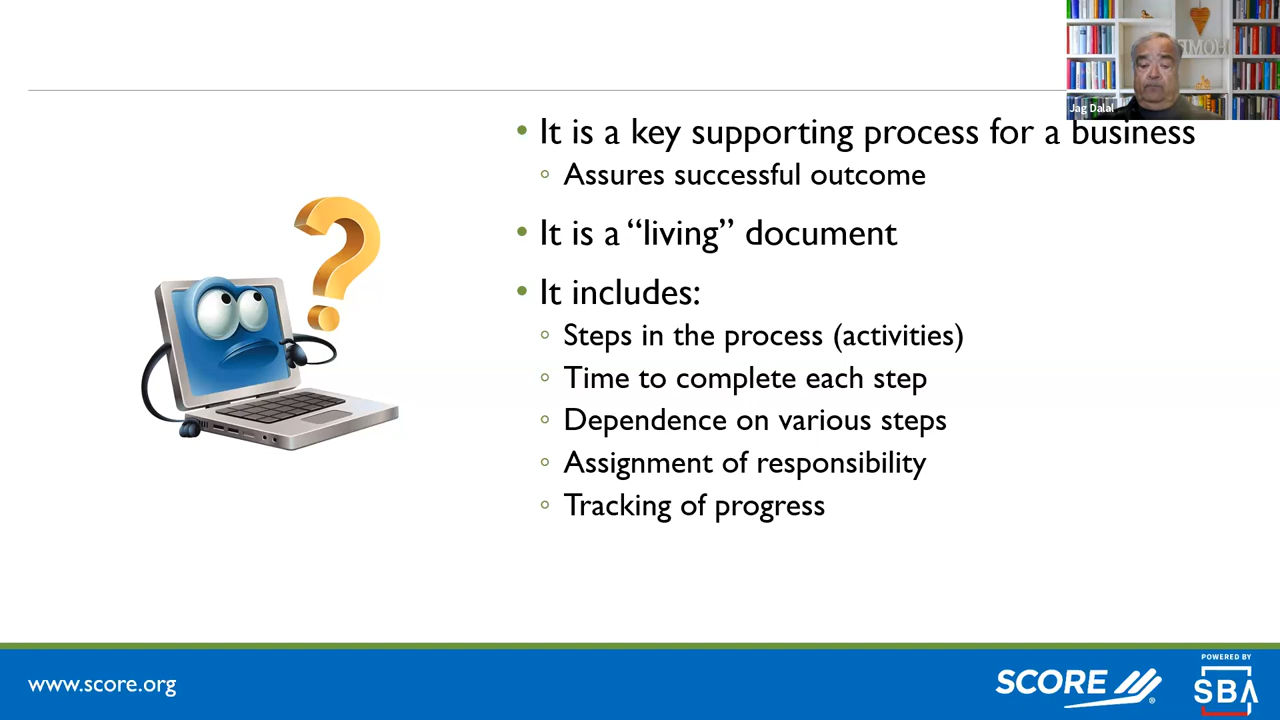 Jag Dalal
• It is a key supporting process for a business
◦ Assures successful outcome
• It is a “living” document
• It includes:
◦ Steps in the process (activities)
◦ Time to complete each step
◦ Dependence on various steps
◦ Assignment of responsibility
◦ Tracking of progress
www.score.org
SCORE ®
POWERED BY
SBA